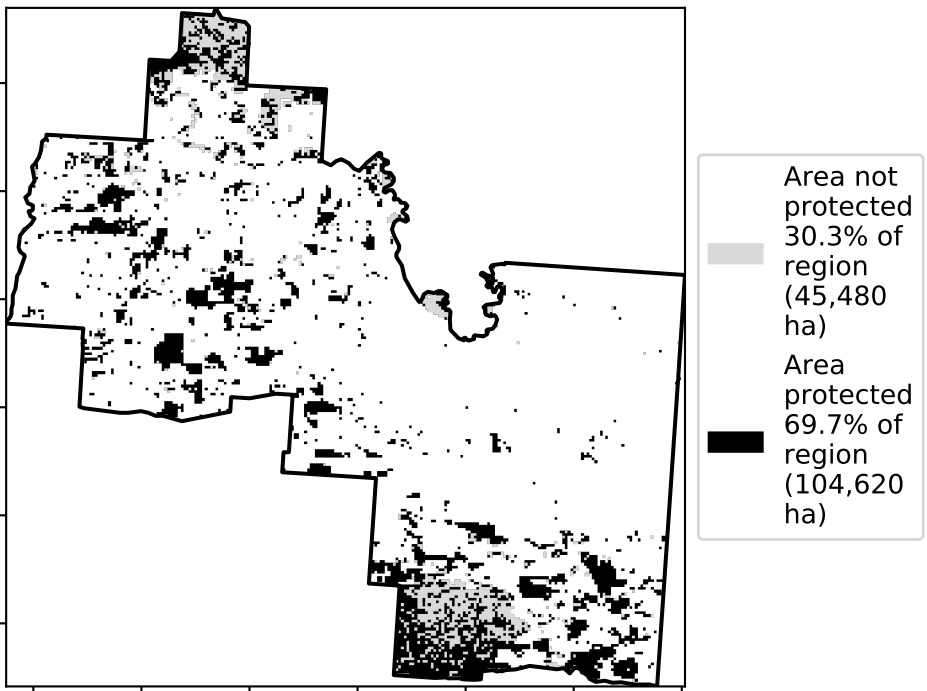 Area not
protected
30.3% of
region
(45,480
ha)
Area
protected
69.7% of
region
(104,620
ha)